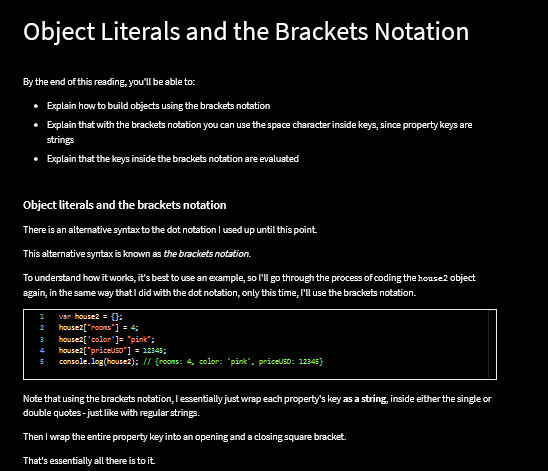 Object Literals and the Brackets Notation
By the end of this reading, you'll be able to:
• Explain how to build objects using the brackets notation
• Explain that with the brackets notation you can use the space character inside keys, since property keys are
strings
• Explain that the keys inside the brackets notation are evaluated
Object literals and the brackets notation
There is an alternative syntax to the dot notation I used up until this point.
This alternative syntax is known as the brackets notation.
To understand how it works, it's best to use an example, so I'll go through the process of coding the house2 object
again, in the same way that I did with the dot notation, only this time, I'll use the brackets notation.
1 var house2 = {};
2 house2["rooms"] = 4;
3 house2['color']= "pink";
4 house2["priceUSD"] = 12345;
5 console.log(house2); // {rooms: 4, color: 'pink', priceUSD: 12345}
Note that using the brackets notation, I essentially just wrap each property's key as a string, inside either the single or
double quotes - just like with regular strings.
Then I wrap the entire property key into an opening and a closing square bracket.
That's essentially all there is to it.